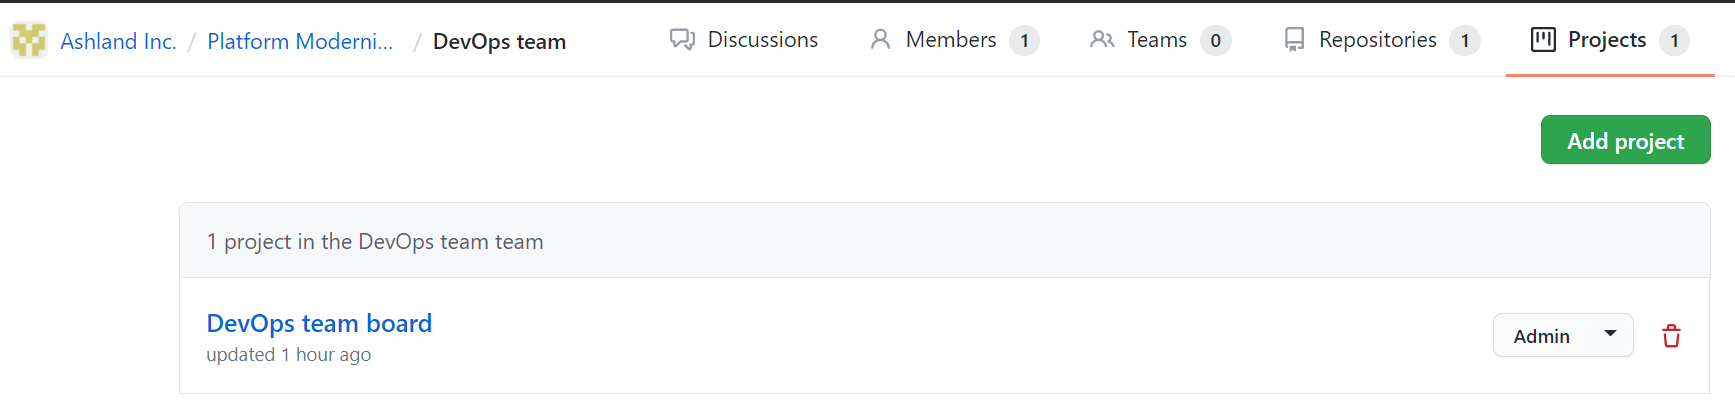 Ashland Inc. / Platform Moderni... / DevOps team Discussions Members 1 Teams 0 Repositories 1 Projects 1
Add project
1 project in the DevOps team team
DevOps team board
updated 1 hour ago
Admin